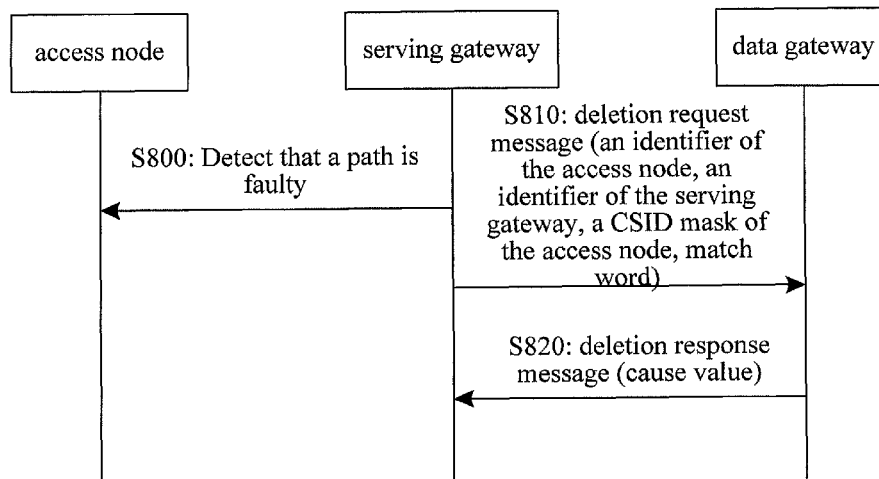 access node
serving gateway
data gateway
S800: Detect that a path is
faulty
S810: deletion request
message (an identifier of
the access node, an
identifier of the serving
gateway, a CSID mask of
the access node, match
word)
S820: deletion response
message (cause value)